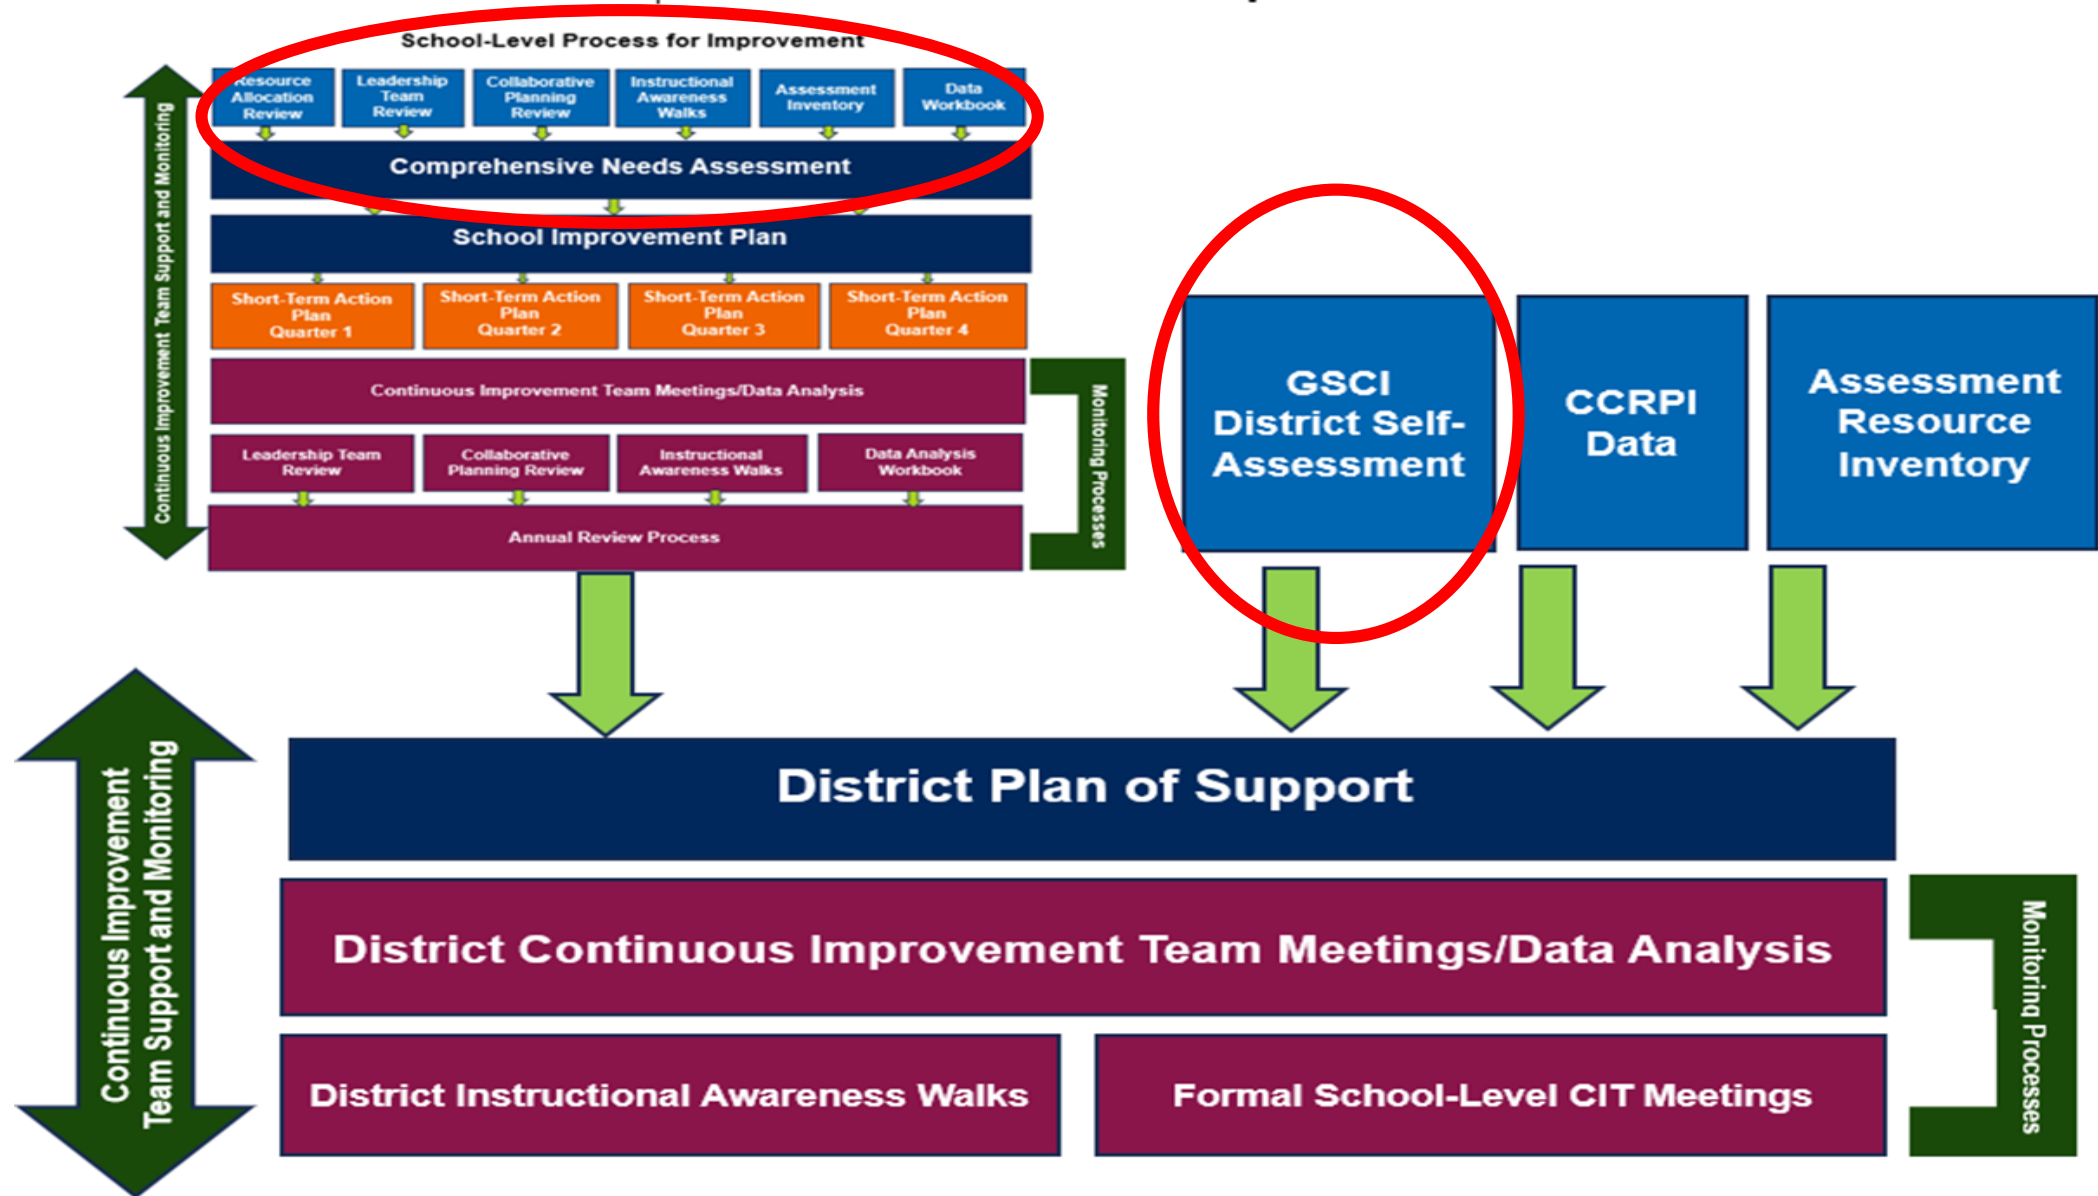 School-Level Process for Improvement
Resource
Allocation
Review
Leadership
Team
Review
Collaborative
Planning
Review
Instructional
Awareness
Walks
Assessment
Inventory
Data
Workbook
Comprehensive Needs Assessment
School Improvement Plan
Short-Term Action
Plan
Quarter 1
Short-Term Action
Plan
Quarter 2
Short-Term Action
Plan
Quarter 3
Short-Term Action
Plan
Quarter 4
Continuous Improvement Team Meetings/Data Analysis
Leadership Team
Review
Collaborative
Planning Review
Instructional
Awareness Walks
Data Analysis
Workbook
Annual Review Process
Continuous Improvement Team Support and Monitoring
Monitoring Processes
GSCI
District Self-
Assessment
CCRPI
Data
Assessment
Resource
Inventory
District Plan of Support
District Continuous Improvement Team Meetings/Data Analysis
District Instructional Awareness Walks
Formal School-Level CIT Meetings
Continuous Improvement
Team Support and Monitoring
Monitoring Processes